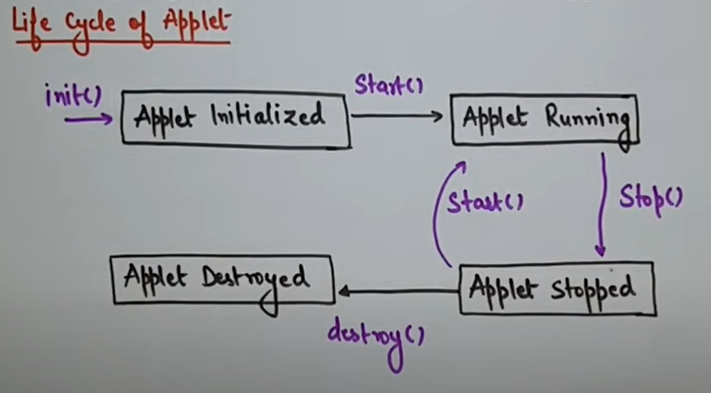 Life Cycle of Applet
init()
Applet Initialized
Start()
Applet Running
Start()
Stop()
Applet Destroyed
Applet Stopped
destroy()